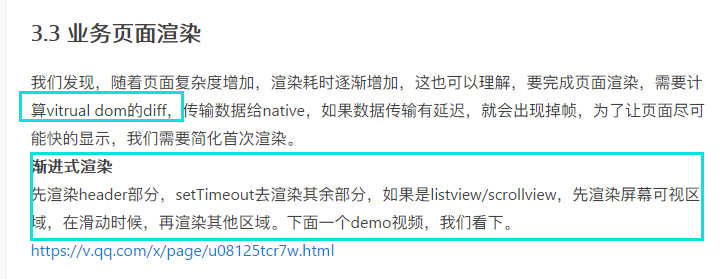 3.3 业务页面渲染
我们发现，随着页面复杂度增加，渲染耗时逐渐增加，这也可以理解，要完成页面渲染，需要计
算vitrual dom的diff，传输数据给native，如果数据传输有延迟，就会出现掉帧，为了让页面尽可
能快的显示，我们需要简化首次渲染。
渐进式渲染
先渲染header部分，setTimeout去渲染其余部分，如果是listview/scrollview，先渲染屏幕可视区
域，在滑动时候，再渲染其他区域。下面一个demo视频，我们看下。
https://v.qq.com/x/page/u08125tcr7w.html